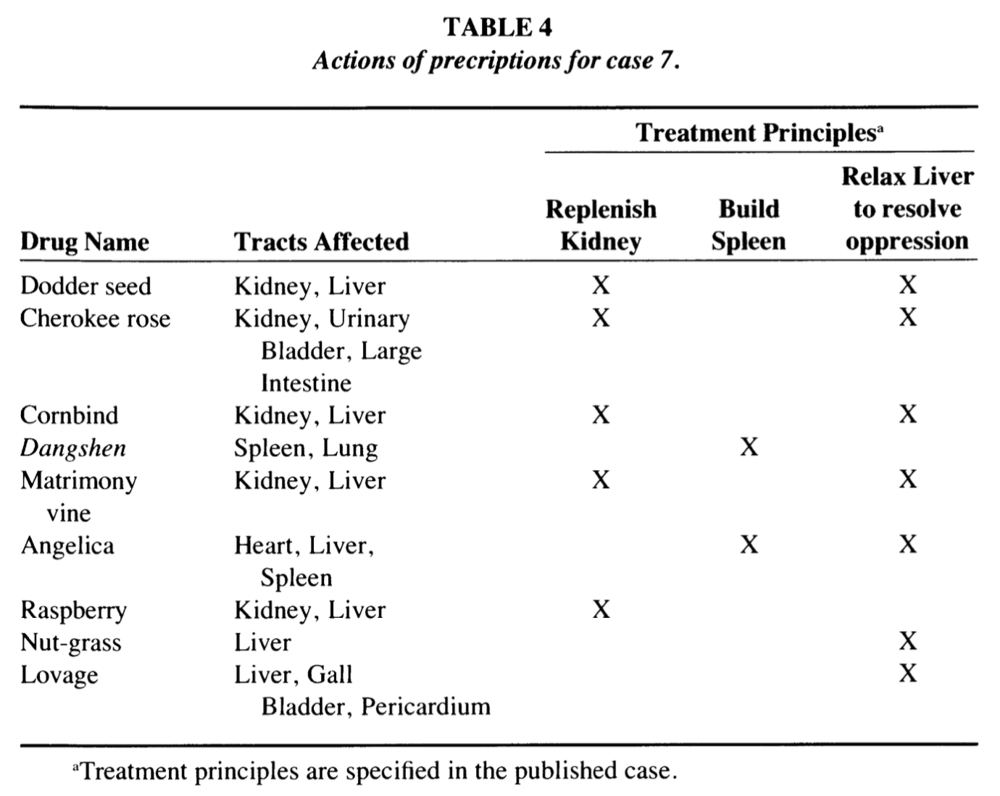 TABLE 4
Actions of precriptions for case 7.
Treatment Principlesa
Relax Liver
Replenish Build to resolve
Drug Name Tracts Affected Kidney Spleen oppression
Dodder seed Kidney, Liver X X
Cherokee rose Kidney, Urinary X X
Bladder, Large
Intestine
Cornbind Kidney, Liver X X
Dangshen Spleen, Lung X
Matrimony Kidney, Liver X X
vine
Angelica Heart, Liver, X X
Spleen
Raspberry Kidney, Liver X
Nut-grass Liver X
Lovage Liver, Gall X
Bladder, Pericardium
aTreatment principles are specified in the published case.